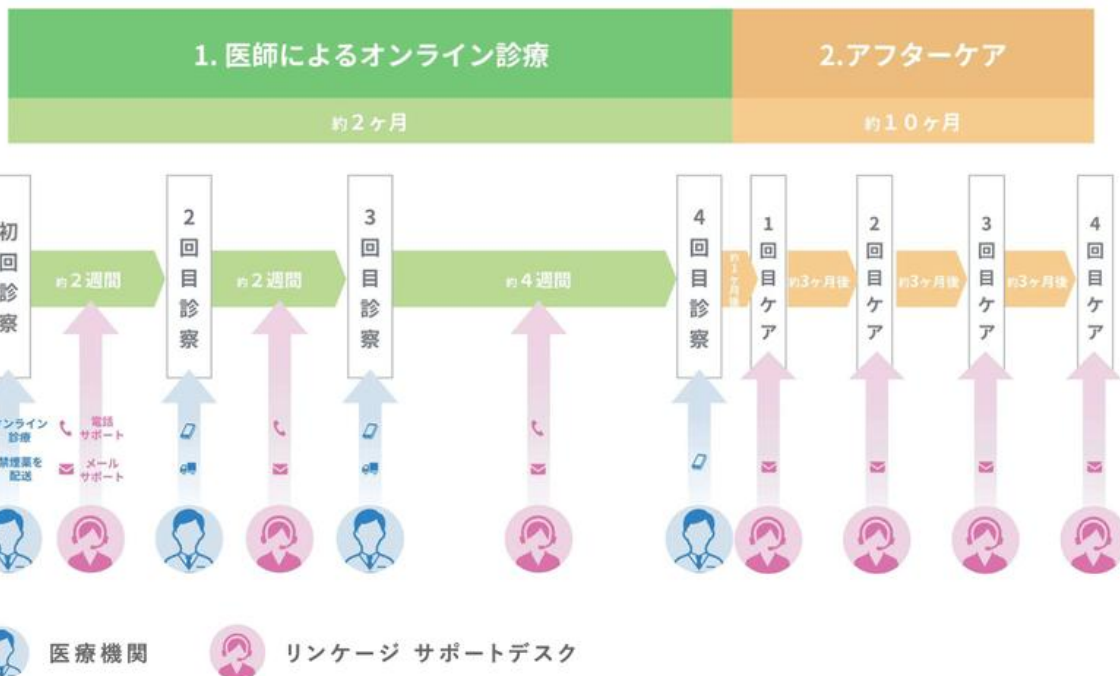 1. 医師によるオンライン診療
2.アフターケア
約２ヶ月
約１０ヶ月
初回診察
約２週間
2回目診察
約２週間
3回目診察
約４週間
4回目診察
約１ヶ月後
1回目ケア
約3ヶ月後
2回目ケア
約3ヶ月後
3回目ケア
約3ヶ月後
4回目ケア
ンライン
診療
電話
サポート
禁煙薬を
配送
メール
サポート
医療機関
リンケージ サポートデスク